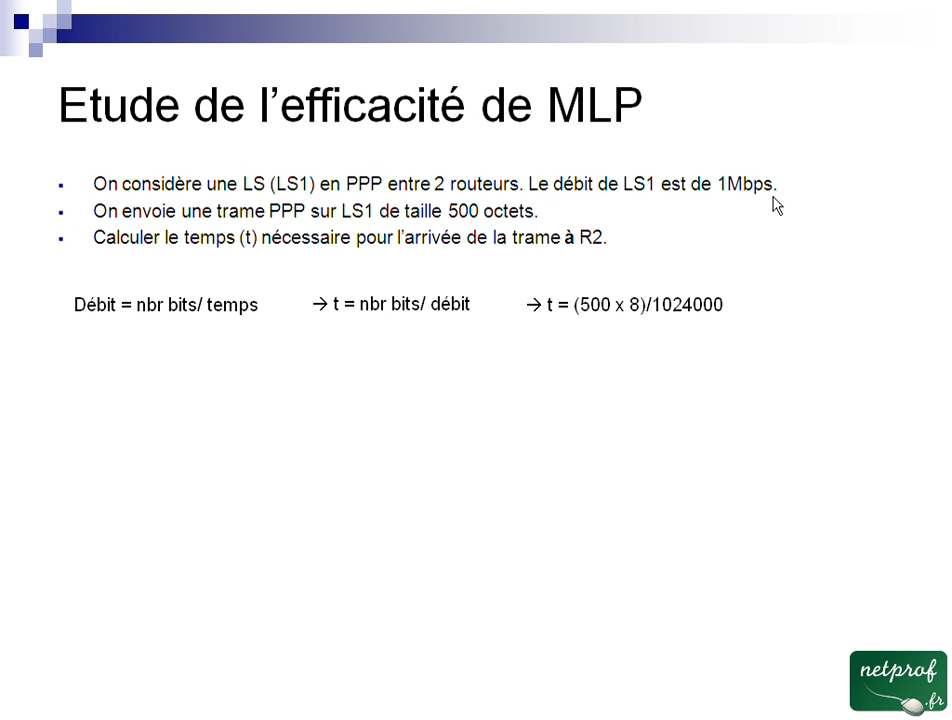 Etude de l'efficacité de MLP
▪ On considère une LS (LS1) en PPP entre 2 routeurs. Le débit de LS1 est de 1Mbps.
▪ On envoie une trame PPP sur LS1 de taille 500 octets.
▪ Calculer le temps (t) nécessaire pour l'arrivée de la trame à R2.
Débit = nbr bits/ temps → t = nbr bits/ débit → t = (500 x 8)/1024000
netprof
.fr